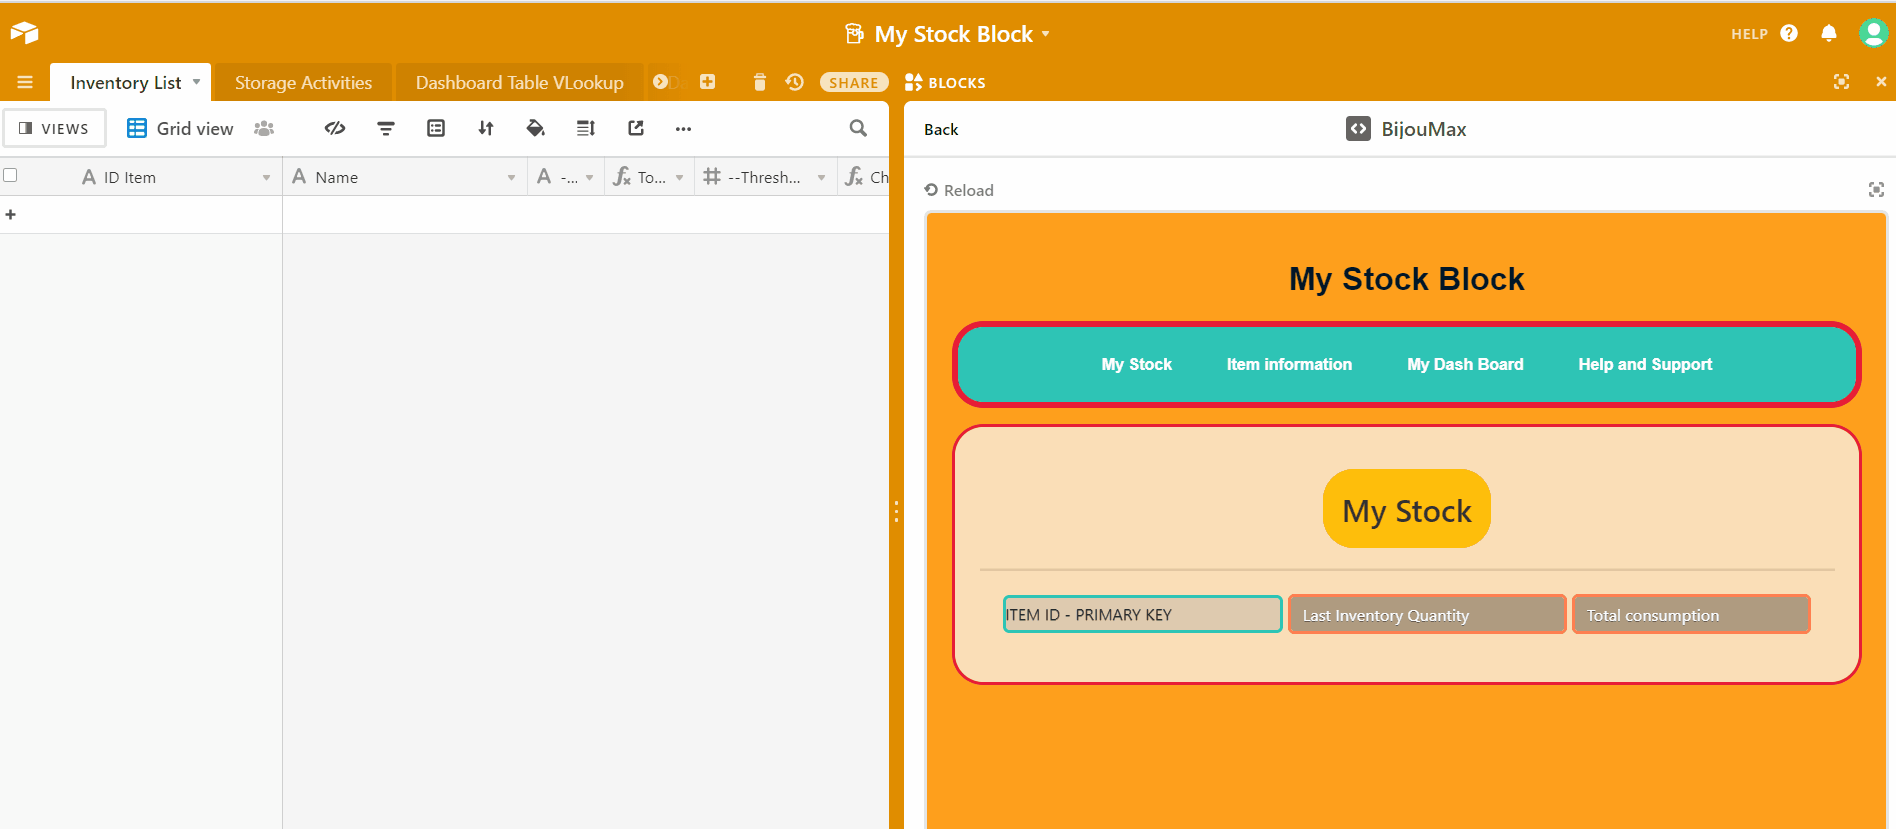 My Stock Block
HELP
Inventory List
Storage Activities
Dashboard Table VLookup
SHARE
BLOCKS
VIEWS
Grid view
Back
BijouMax
ID Item
Name
-...
To...
--Thresh...
Ch
Reload
My Stock Block
My Stock
Item information
My Dash Board
Help and Support
My Stock
ITEM ID - PRIMARY KEY
Last Inventory Quantity
Total consumption